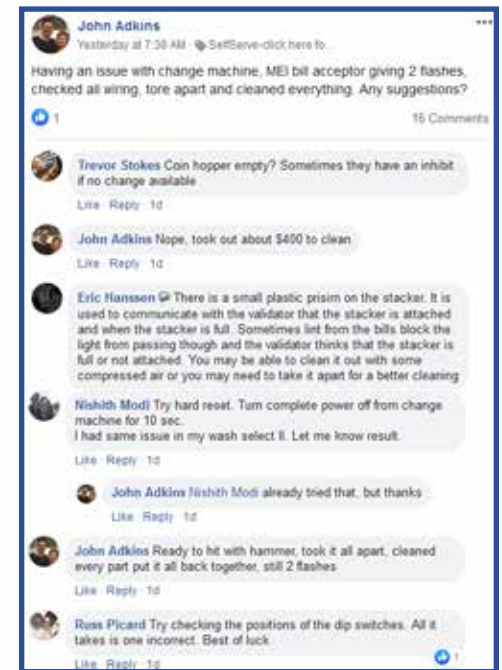 John Adkins
Yesterday at 7:38 AM · SelfServe-click here fo...
Having an issue with change machine, MEI bill acceptor giving 2 flashes,
checked all wiring, tore apart and cleaned everything. Any suggestions?
1
16 Comments
Trevor Stokes Coin hopper empty? Sometimes they have an inhibit
if no change available
Like · Reply · 1d
John Adkins Nope, took out about $400 to clean
Like · Reply · 1d
Eric Hanssen There is a small plastic prisim on the stacker. It is
used to communicate with the validator that the stacker is attached
and when the stacker is full. Sometimes lint from the bills block the
light from passing though and the validator thinks that the stacker is
full or not attached. You may be able to clean it out with some
compressed air or you may need to take it apart for a better cleaning
Nishith Modi Try hard reset. Turn complete power off from change
machine for 10 sec.
I had same issue in my wash select II. Let me know result.
Like · Reply · 1d
John Adkins Nishith Modi already tried that, but thanks
Like · Reply · 1d
John Adkins Ready to hit with hammer, took it all apart, cleaned
every part put it all back together, still 2 flashes
Like · Reply · 1d
Russ Picard Try checking the positions of the dip switches. All it
takes is one incorrect. Best of luck
1
Like · Reply · 1d